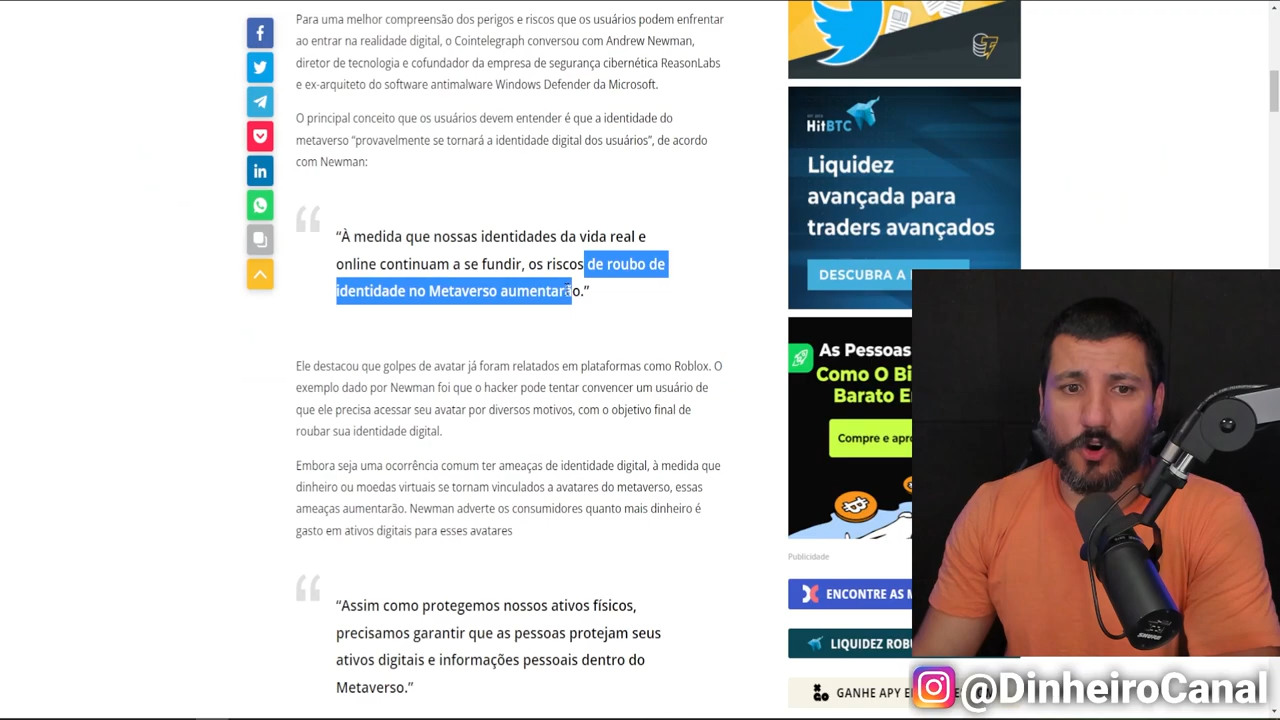 Para uma melhor compreensão dos perigos e riscos que os usuários podem enfrentar
ao entrar na realidade digital, o Cointelegraph conversou com Andrew Newman,
diretor de tecnologia e cofundador da empresa de segurança cibernética ReasonLabs
e ex-arquiteto do software antimalware Windows Defender da Microsoft.
O principal conceito que os usuários devem entender é que a identidade do
metaverso “provavelmente se tornará a identidade digital dos usuários”, de acordo
com Newman:
“À medida que nossas identidades da vida real e
online continuam a se fundir, os riscos de roubo de
identidade no Metaverso aumentarão.”
Ele destacou que golpes de avatar já foram relatados em plataformas como Roblox. O
exemplo dado por Newman foi que o hacker pode tentar convencer um usuário de
que ele precisa acessar seu avatar por diversos motivos, com o objetivo final de
roubar sua identidade digital.
Embora seja uma ocorrência comum ter ameaças de identidade digital, à medida que
dinheiro ou moedas virtuais se tornam vinculados a avatares do metaverso, essas
ameaças aumentarão. Newman adverte os consumidores quanto mais dinheiro é
gasto em ativos digitais para esses avatares
“Assim como protegemos nossos ativos físicos,
precisamos garantir que as pessoas protejam seus
ativos digitais e informações pessoais dentro do
Metaverso.”
HitBTC
Liquidez
avançada para
traders avançados
DESCUBRA A
As Pessoas
Como O Bi
Barato E
Compre e apr
Publicidade
ENCONTRE AS
LIQUIDEZ ROBU
GANHE APY E
@DinheiroCanal